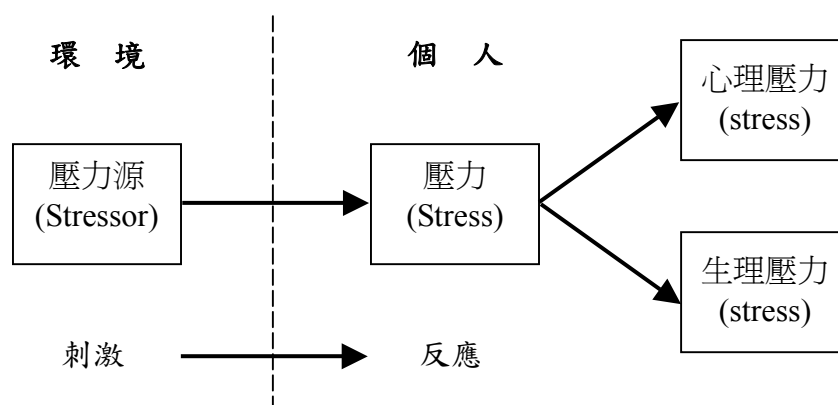 環 境
個 人
心理壓力
(stress)
壓力源
(Stressor)
壓力
(Stress)
生理壓力
(stress)
刺激
反應